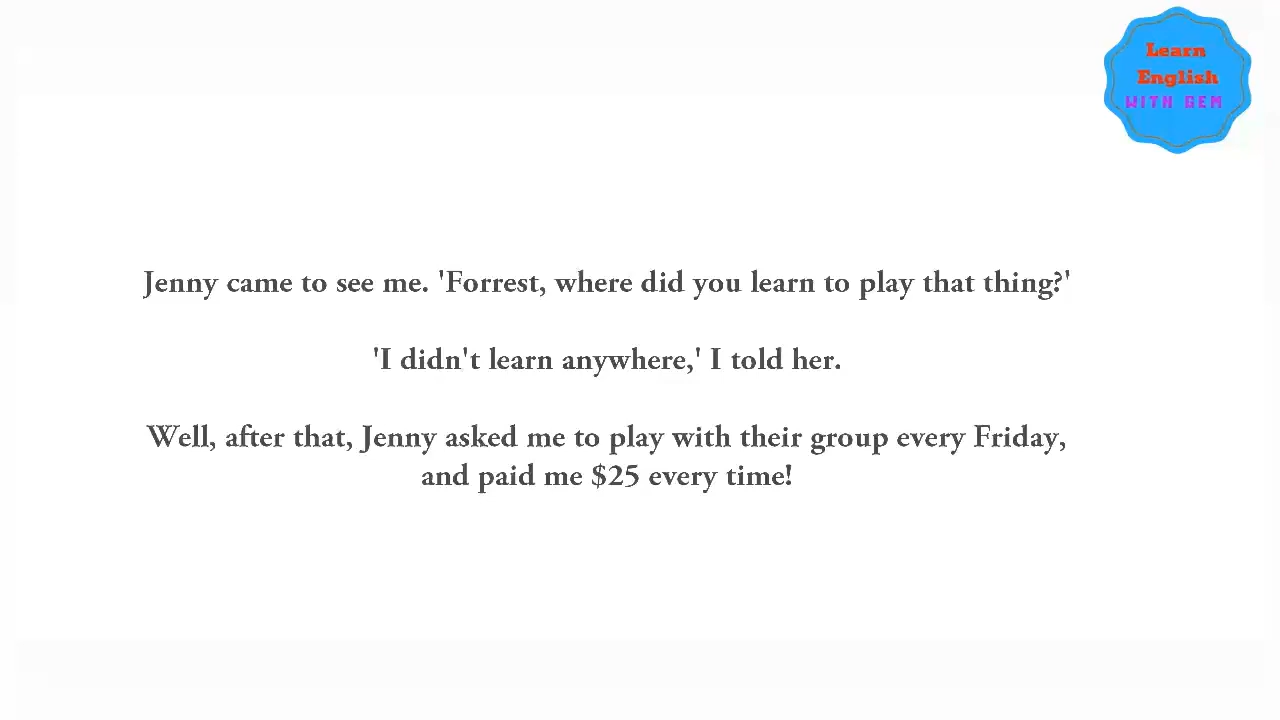 Learn
English
WITH GEM
Jenny came to see me. 'Forrest, where did you learn to play that thing?'
'I didn't learn anywhere,' I told her.
Well, after that, Jenny asked me to play with their group every Friday,
and paid me $25 every time!